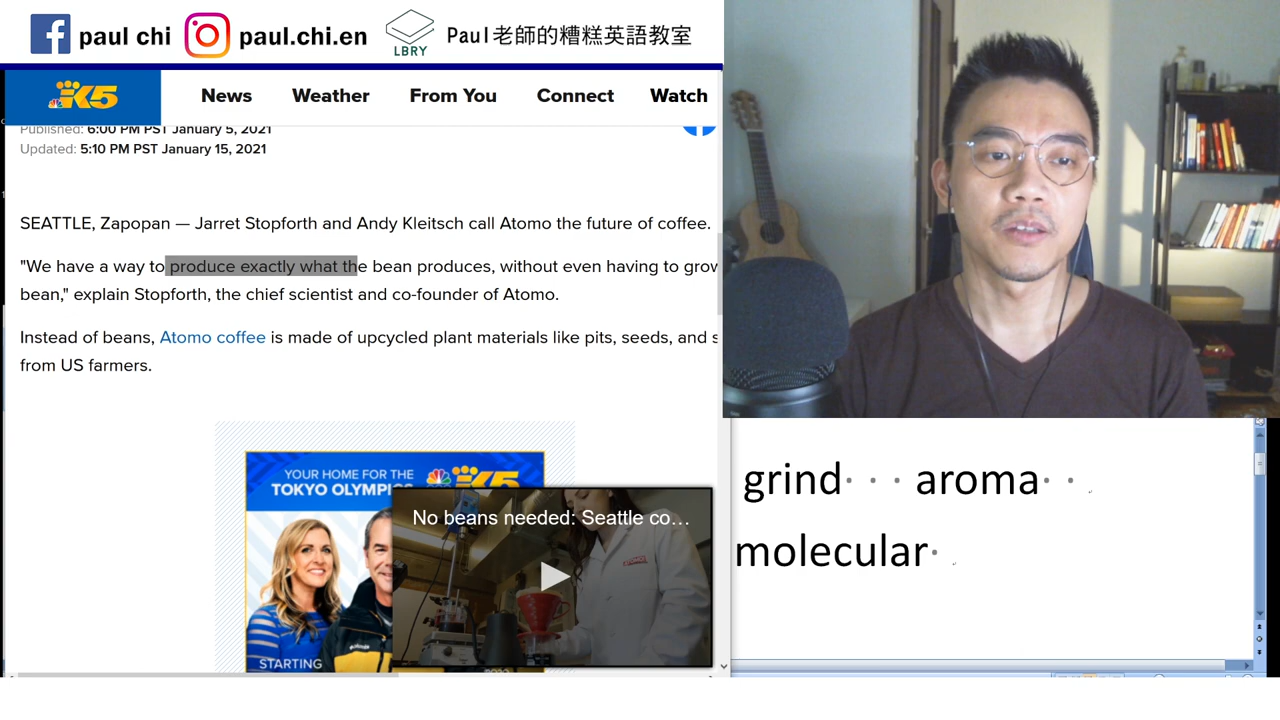 paul chi paul.chi.en LBRY Paul老師的糟糕英語教室
K5 News Weather From You Connect Watch
Published: 6:00 PM PST January 5, 2021
Updated: 5:10 PM PST January 15, 2021
SEATTLE, Zapopan — Jarret Stopforth and Andy Kleitsch call Atomo the future of coffee.
"We have a way to produce exactly what the bean produces, without even having to grow
bean," explain Stopforth, the chief scientist and co-founder of Atomo.
Instead of beans, Atomo coffee is made of upcycled plant materials like pits, seeds, and s
from US farmers.
YOUR HOME FOR THE
TOKYO OLYMPICS K5
STARTING
No beans needed: Seattle co…
grind aroma
molecular